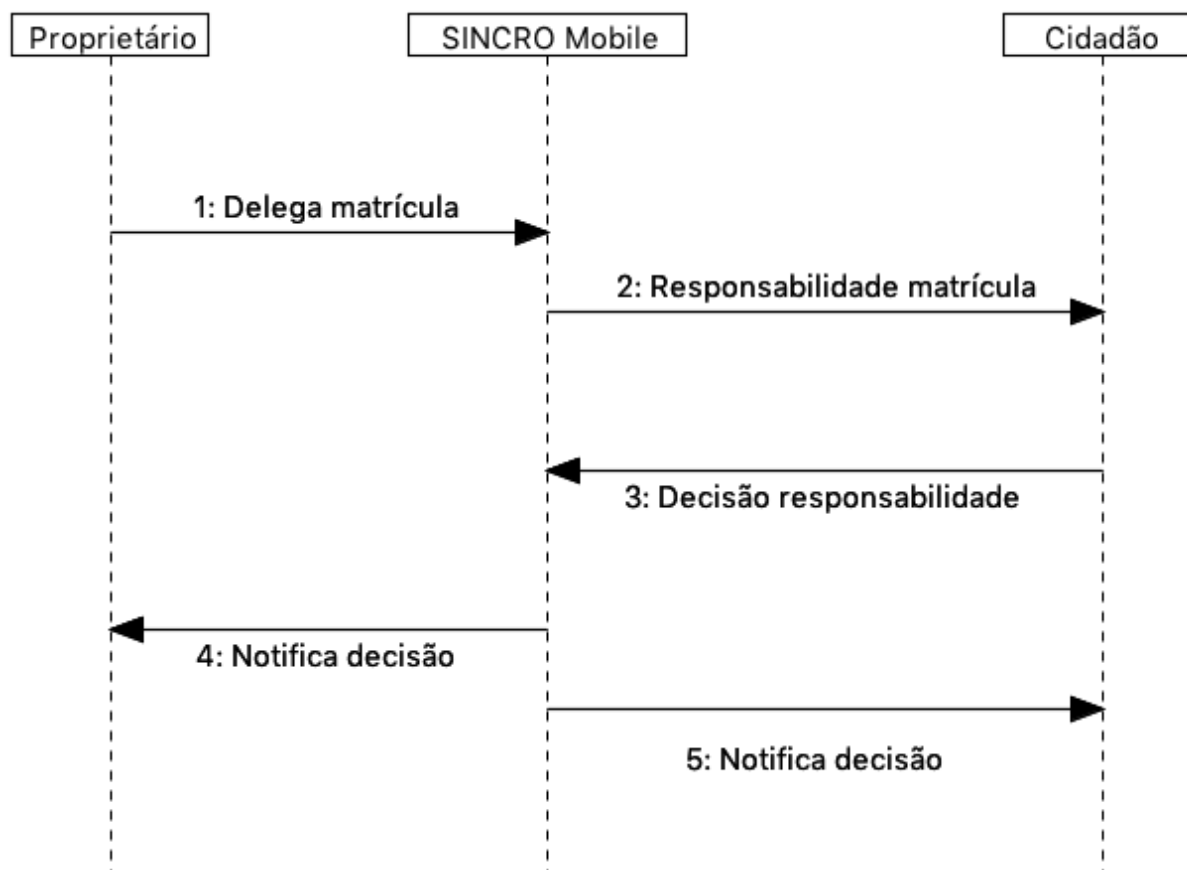 Proprietário
SINCRO Mobile
Cidadão
1: Delega matrícula
2: Responsabilidade matrícula
3: Decisão responsabilidade
4: Notifica decisão
5: Notifica decisão